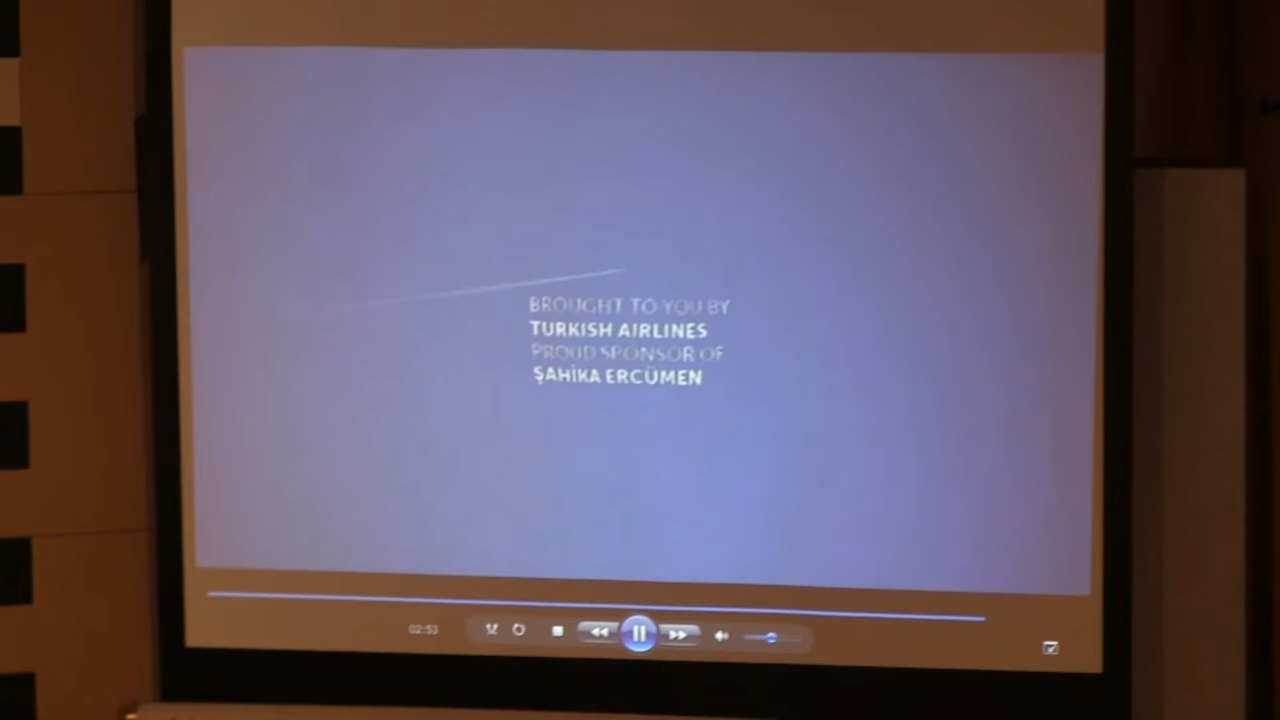 BROUGHT TO YOU BY
TURKISH AIRLINES
PROUD SPONSOR OF
ŞAHİKA ERCÜMEN
02:53